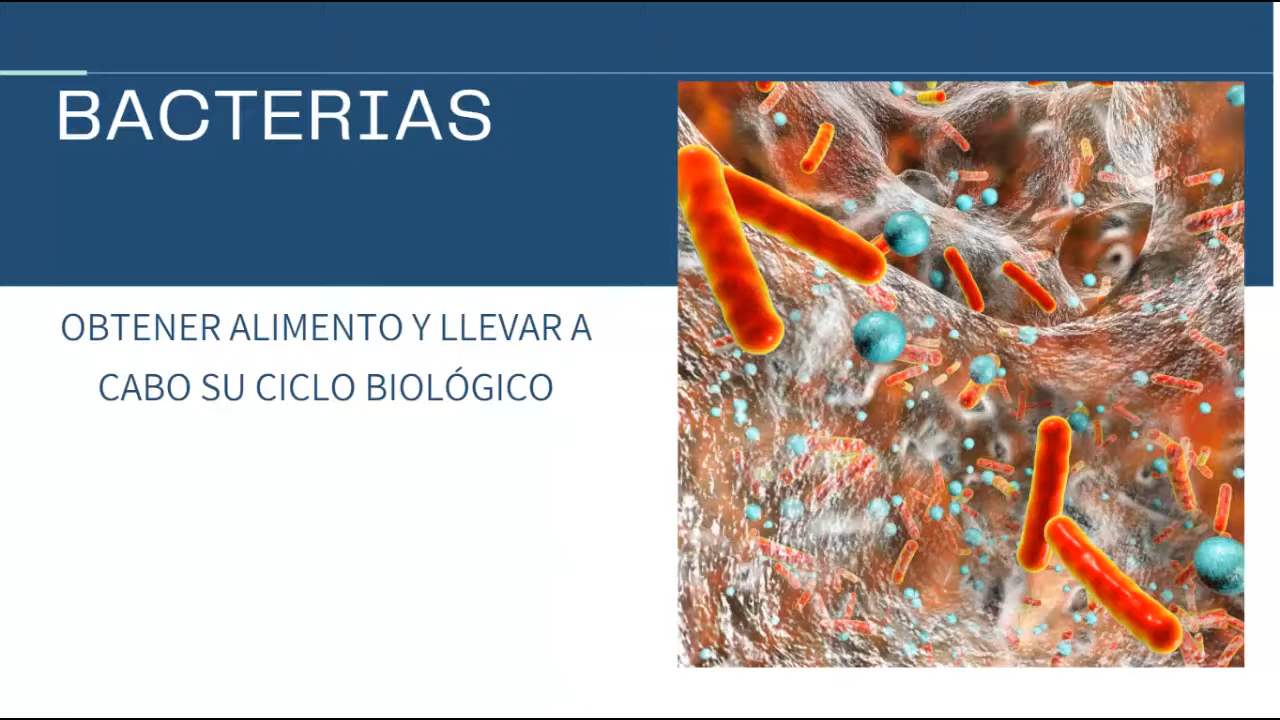 BACTERIAS
OBTENER ALIMENTO Y LLEVAR A
CABO SU CICLO BIOLÓGICO